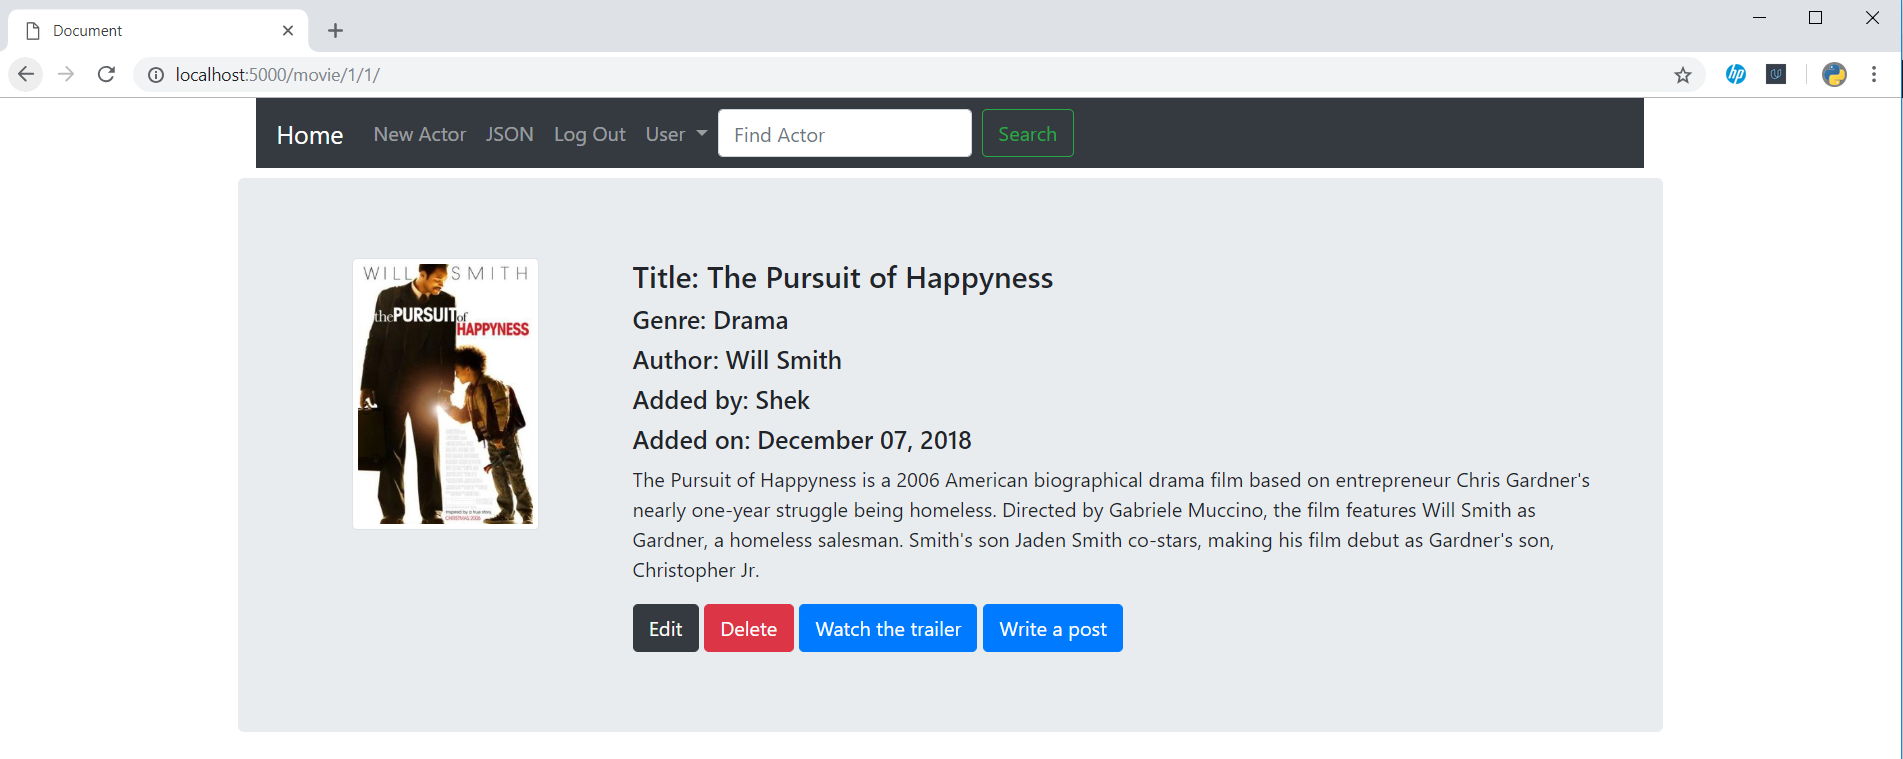 Document
localhost:5000/movie/1/1/
Home New Actor JSON Log Out User Find Actor Search
WILL SMITH
the PURSUIT of
HAPPYNESS
Title: The Pursuit of Happyness
Genre: Drama
Author: Will Smith
Added by: Shek
Added on: December 07, 2018
The Pursuit of Happyness is a 2006 American biographical drama film based on entrepreneur Chris Gardner's
nearly one-year struggle being homeless. Directed by Gabriele Muccino, the film features Will Smith as
Gardner, a homeless salesman. Smith's son Jaden Smith co-stars, making his film debut as Gardner's son,
Christopher Jr.
Edit Delete Watch the trailer Write a post